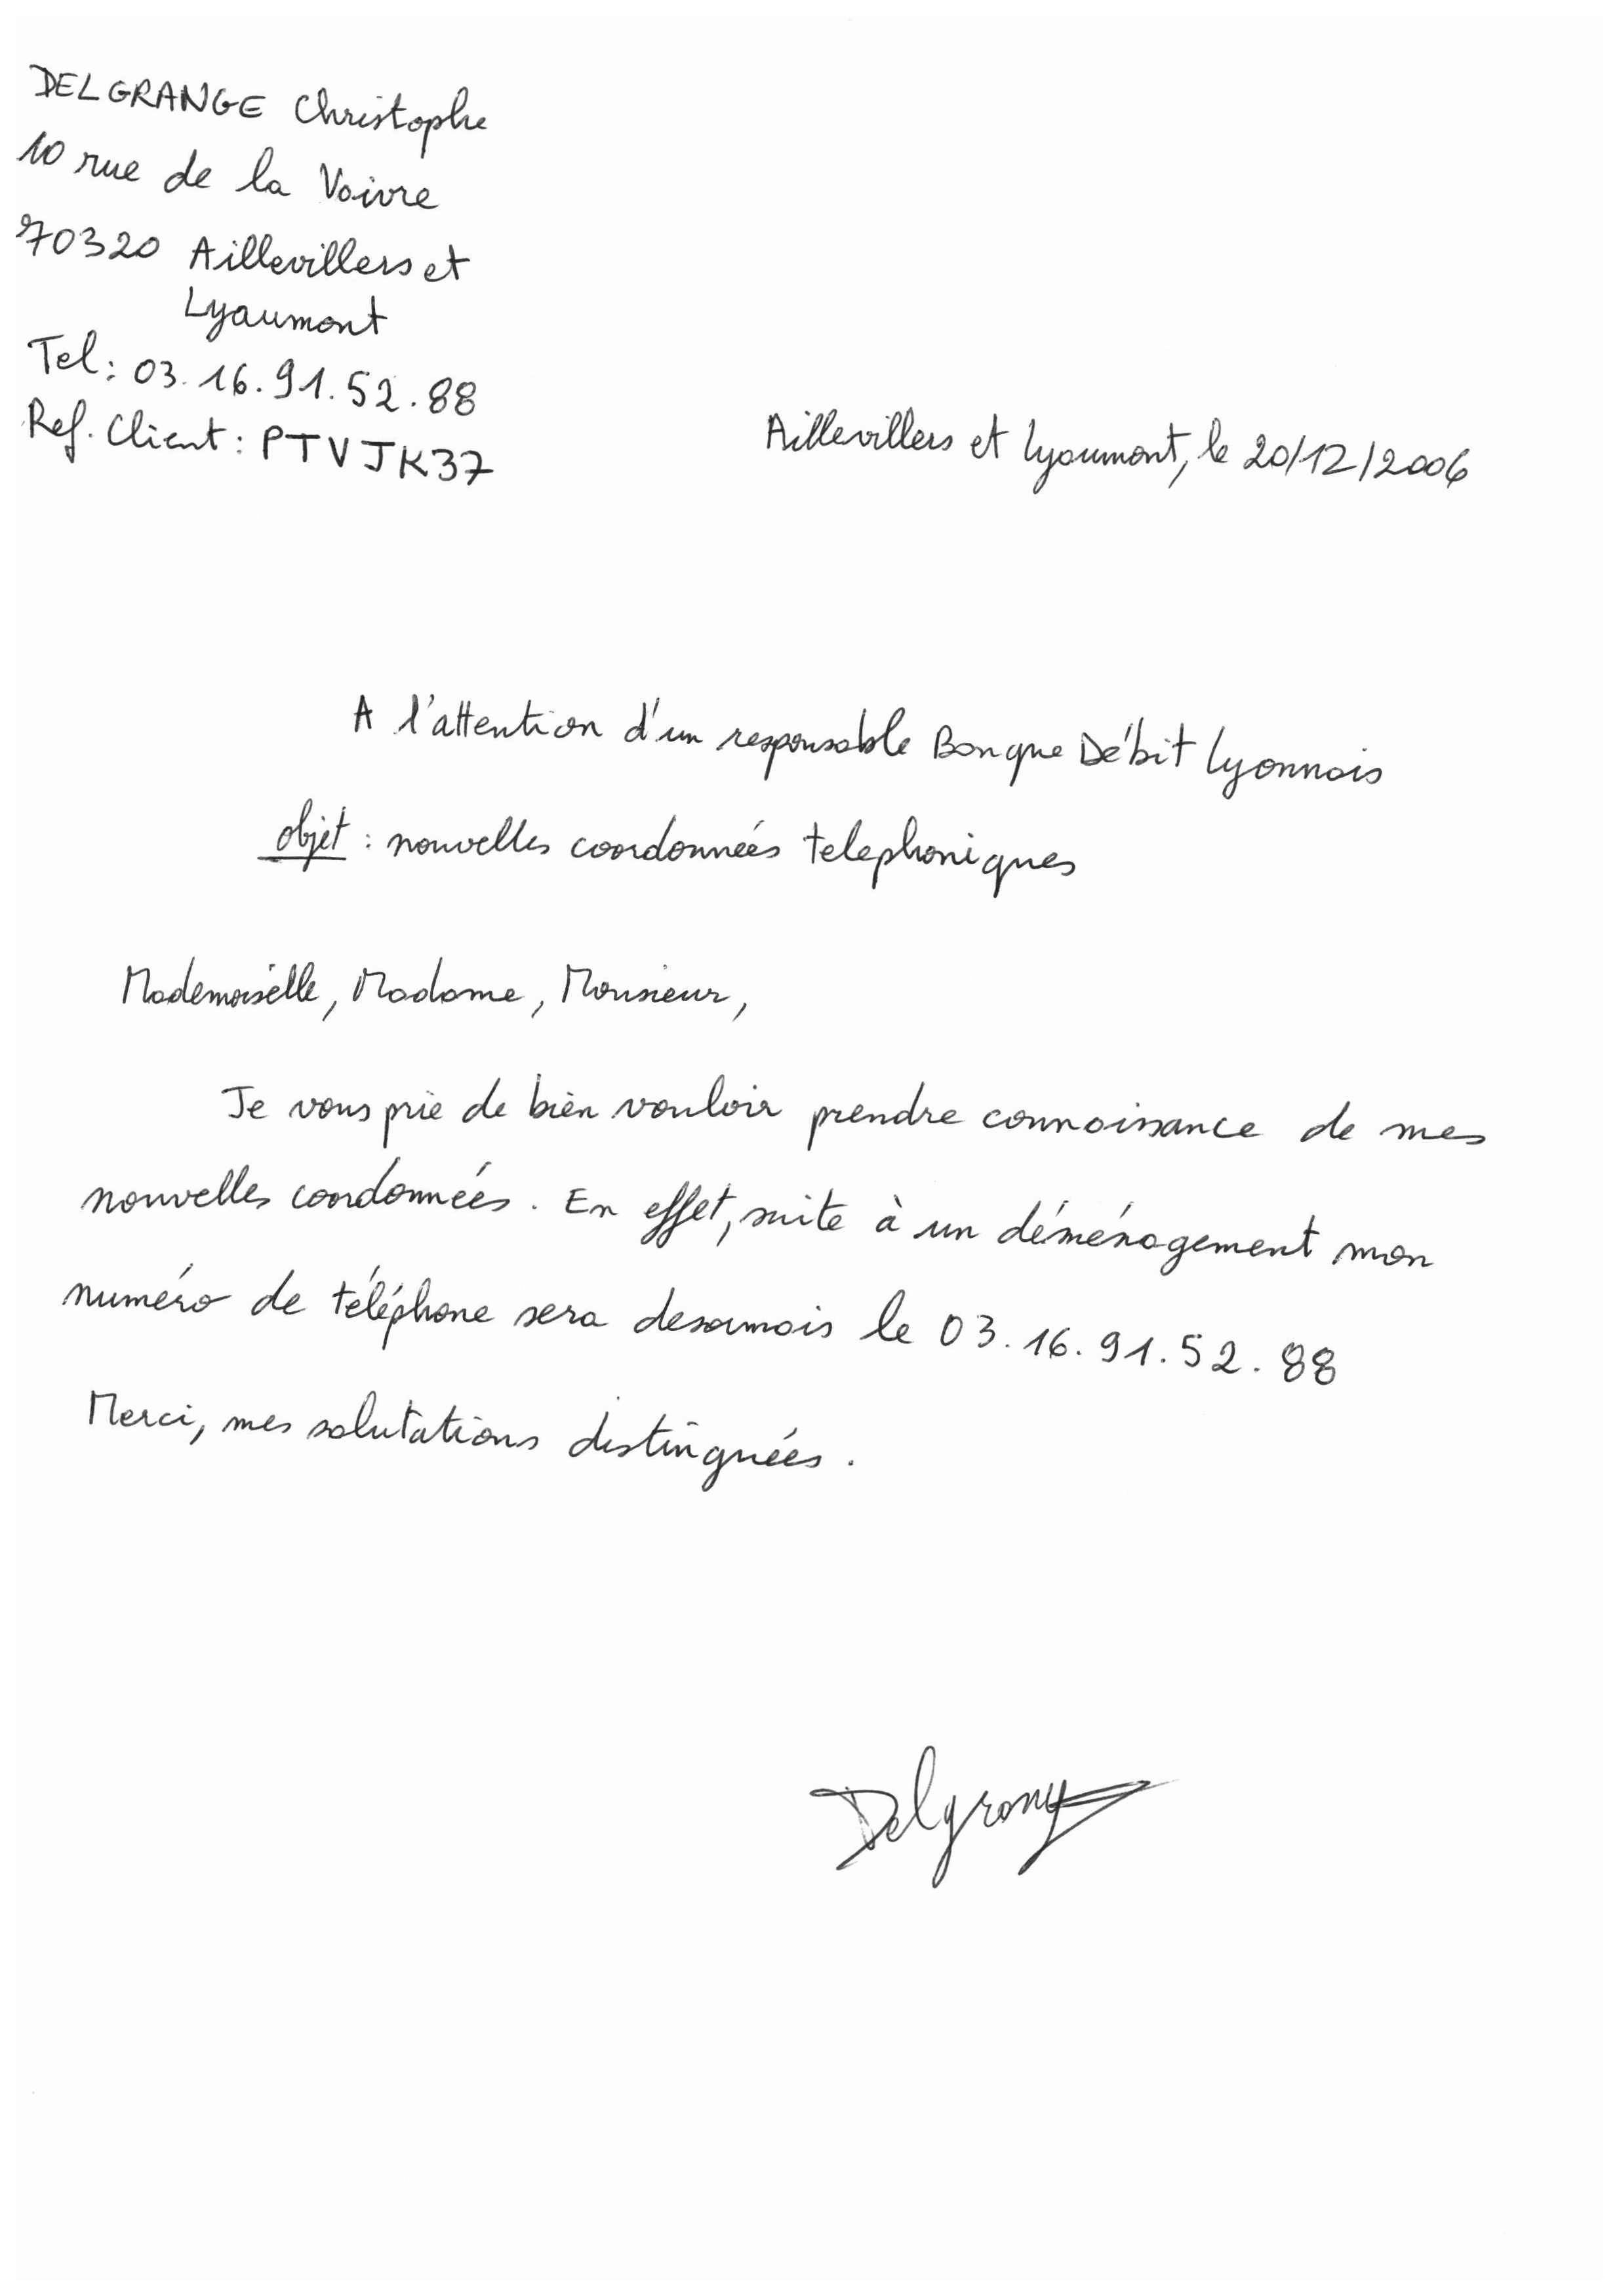 DELGRANGE Christophe
10 rue de la Voivre
70320 Aillevillers et
Lyaumont
Tel : 03.16.91.52.88
Ref. Client : PTVJK37
Aillevillers et Lyaumont, le 20/12/2006
A l'attention d'un responsable Banque Débit Lyonnais
objet : nouvelles coordonnées telephoniques
Mademoiselle, Madame, Monsieur,
Je vous prie de bien vouloir prendre connaissance de mes
nouvelles coordonnées. En effet, suite à un déménagement mon
numéro de téléphone sera desormais le 03.16.91.52.88
Merci, mes salutations distinguées.
Delgrange